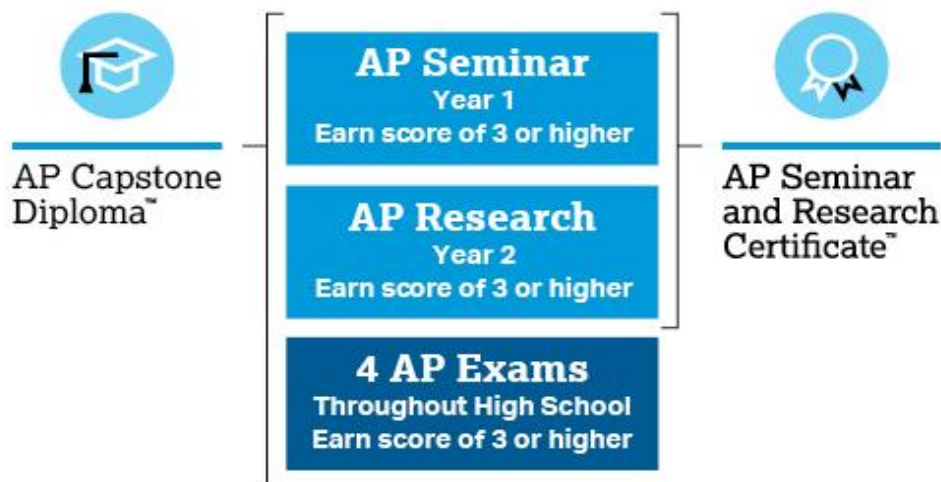 AP Capstone
Diploma™
AP Seminar
Year 1
Earn score of 3 or higher
AP Research
Year 2
Earn score of 3 or higher
4 AP Exams
Throughout High School
Earn score of 3 or higher
AP Seminar
and Research
Certificate™